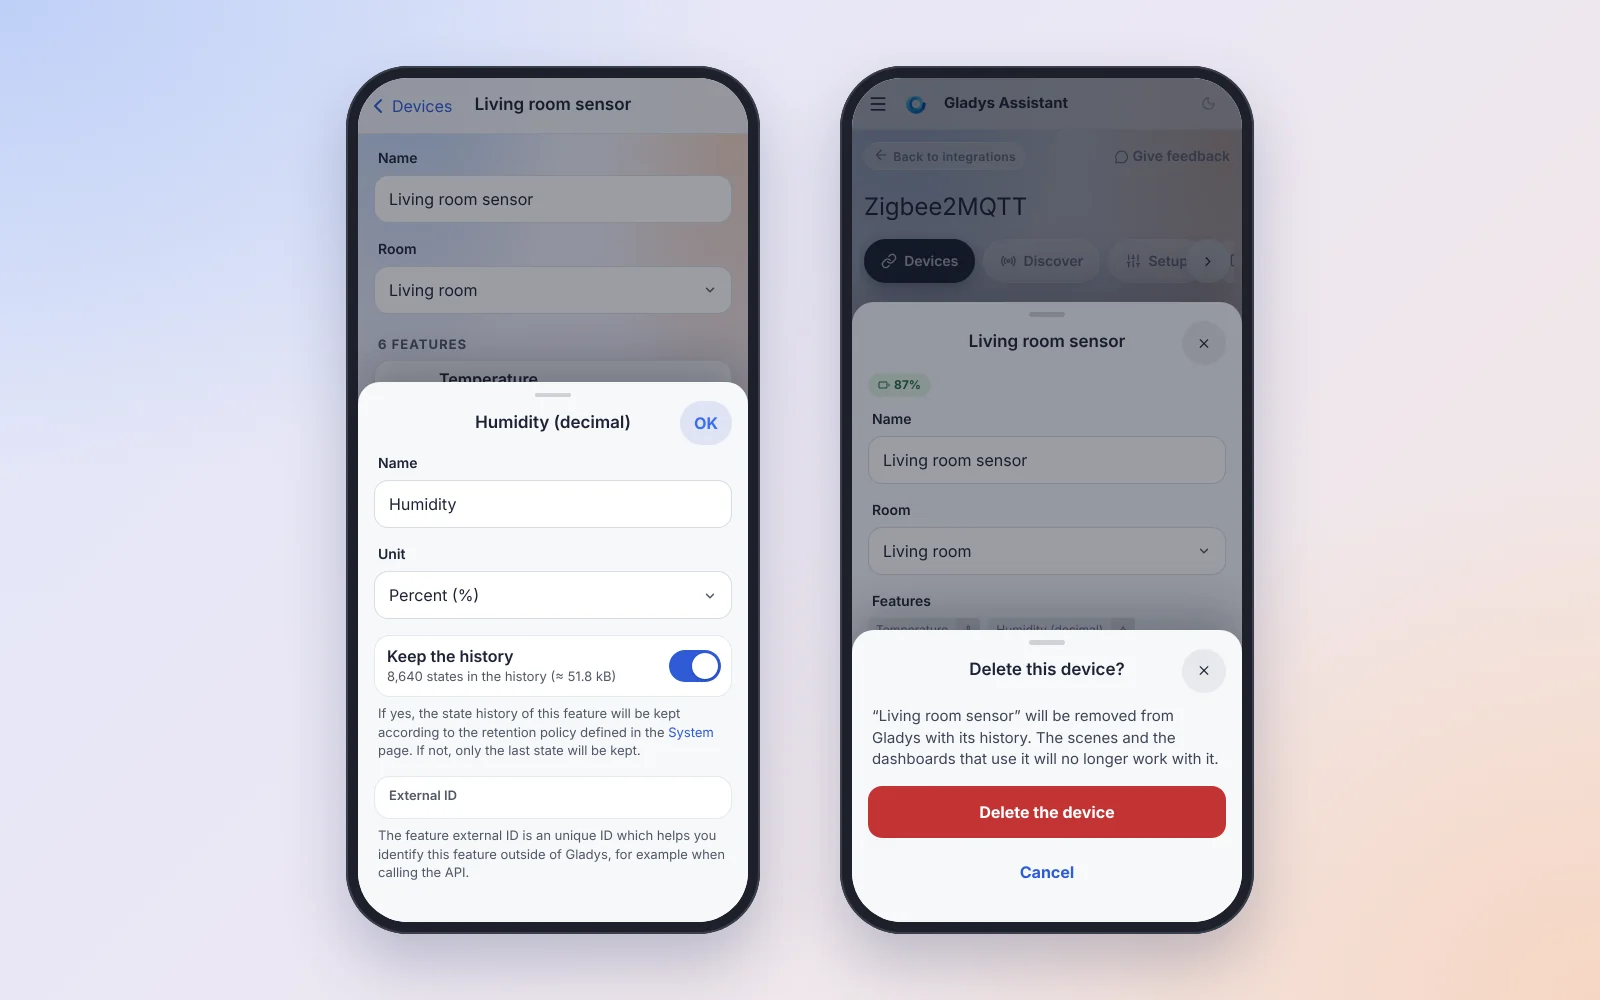 Devices
Living room sensor
Name
Living room sensor
Room
Living room
6 FEATURES
Temperature
Humidity (decimal)
OK
Name
Humidity
Unit
Percent (%)
Keep the history
8,640 states in the history (≈ 51.8 kB)
If yes, the state history of this feature will be kept
according to the retention policy defined in the System
page. If not, only the last state will be kept.
External ID
The feature external ID is an unique ID which helps you
identify this feature outside of Gladys, for example when
calling the API.
Gladys Assistant
Back to integrations
Give feedback
Zigbee2MQTT
Devices
Discover
Setup
Living room sensor
87%
Name
Living room sensor
Room
Living room
Features
Temperature
Humidity (decimal)
Delete this device?
“Living room sensor” will be removed from
Gladys with its history. The scenes and the
dashboards that use it will no longer work with it.
Delete the device
Cancel